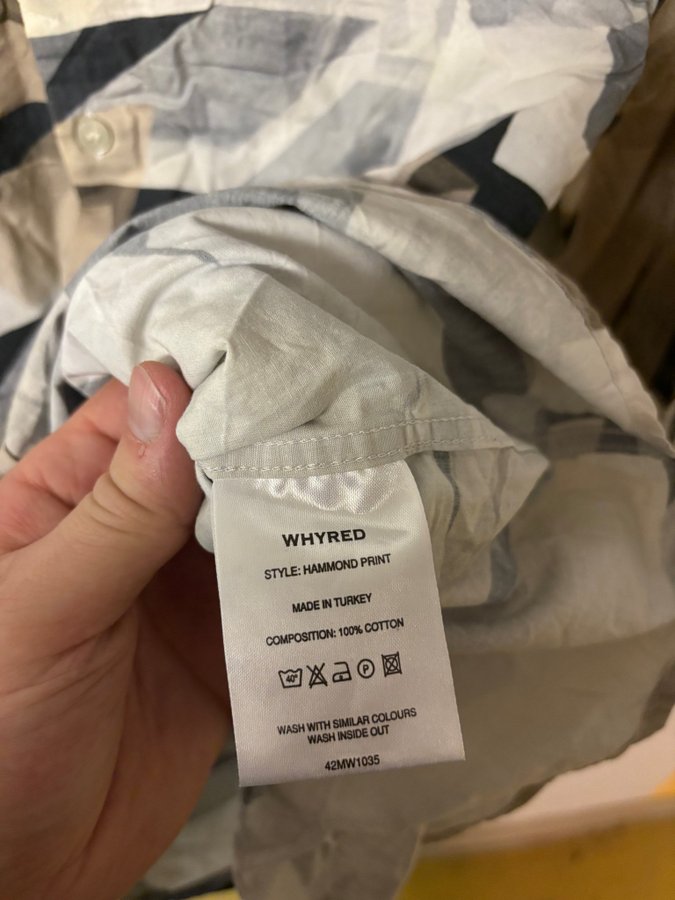 WHYRED
STYLE: HAMMOND PRINT
MADE IN TURKEY
COMPOSITION: 100% COTTON
40° P
WASH WITH SIMILAR COLOURS
WASH INSIDE OUT
42MW1035